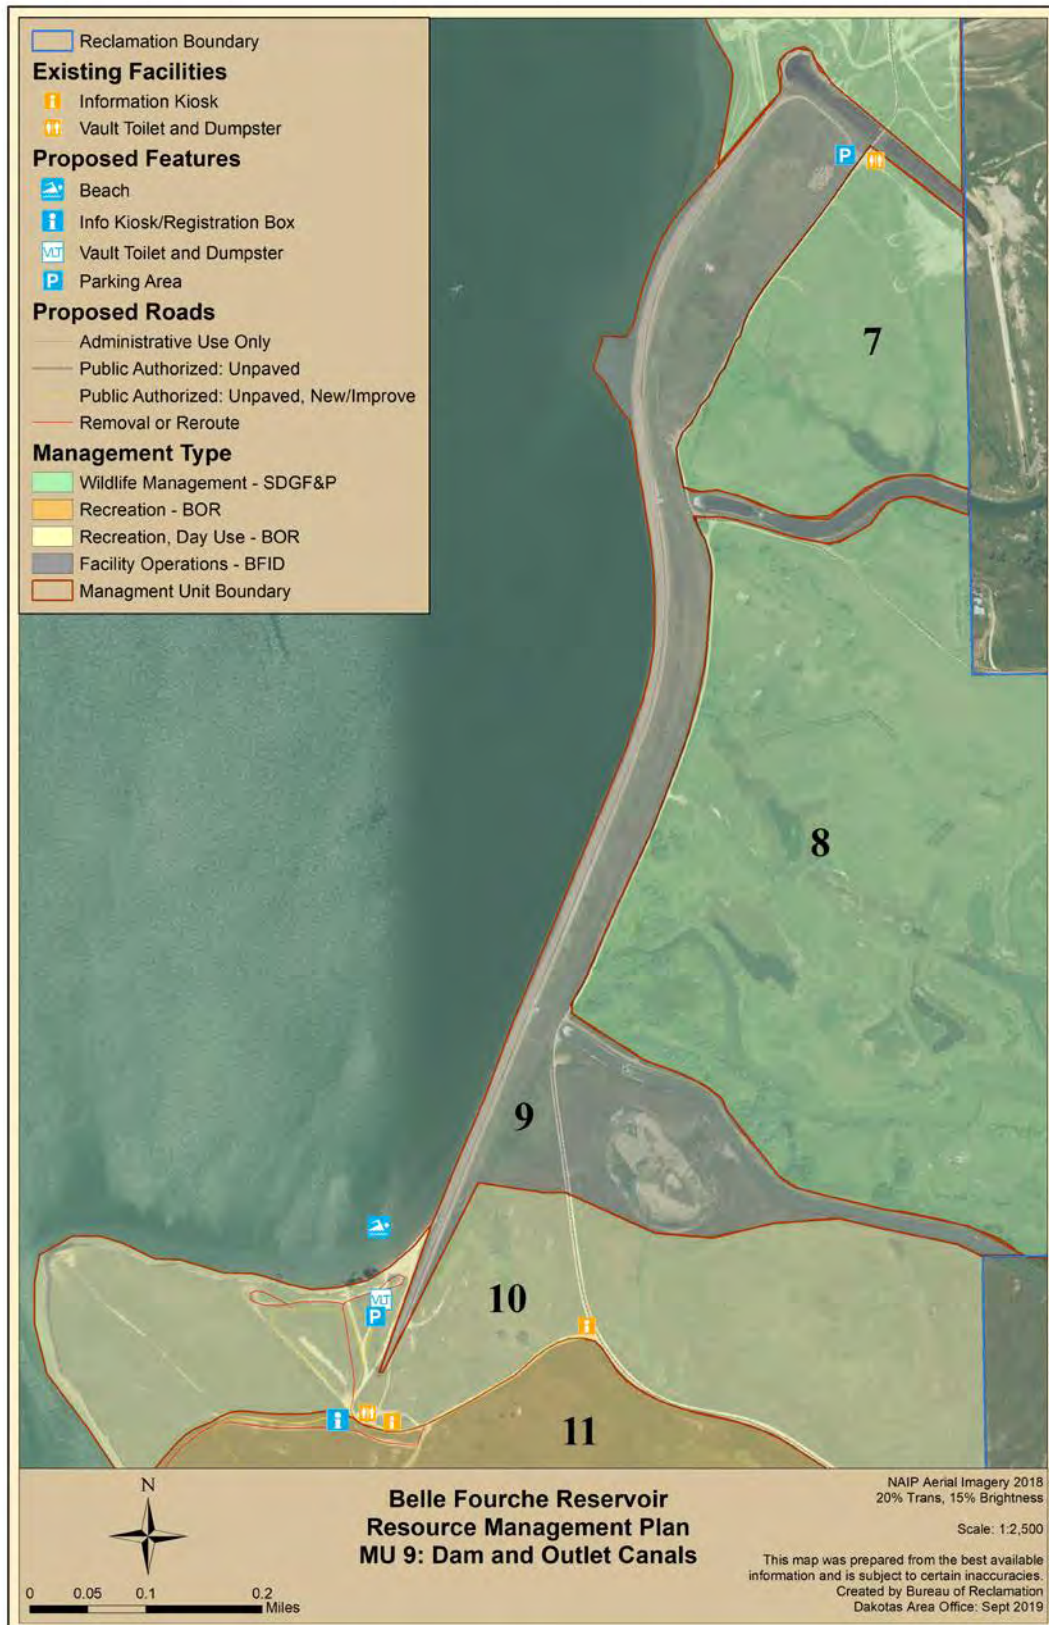 Reclamation Boundary
Existing Facilities
Information Kiosk
Vault Toilet and Dumpster
Proposed Features
Beach
Info Kiosk/Registration Box
VLT
Vault Toilet and Dumpster
P
Parking Area
Proposed Roads
Administrative Use Only
Public Authorized: Unpaved
Public Authorized: Unpaved, New/Improve
Removal or Reroute
Management Type
Wildlife Management - SDGF&P
Recreation - BOR
Recreation, Day Use - BOR
Facility Operations - BFID
Managment Unit Boundary
P
7
8
9
10
VLT
P
11
N
0 0.05 0.1 0.2
Miles
Belle Fourche Reservoir
Resource Management Plan
MU 9: Dam and Outlet Canals
NAIP Aerial Imagery 2018
20% Trans, 15% Brightness
Scale: 1:2,500
This map was prepared from the best available
information and is subject to certain inaccuracies.
Created by Bureau of Reclamation
Dakotas Area Office: Sept 2019